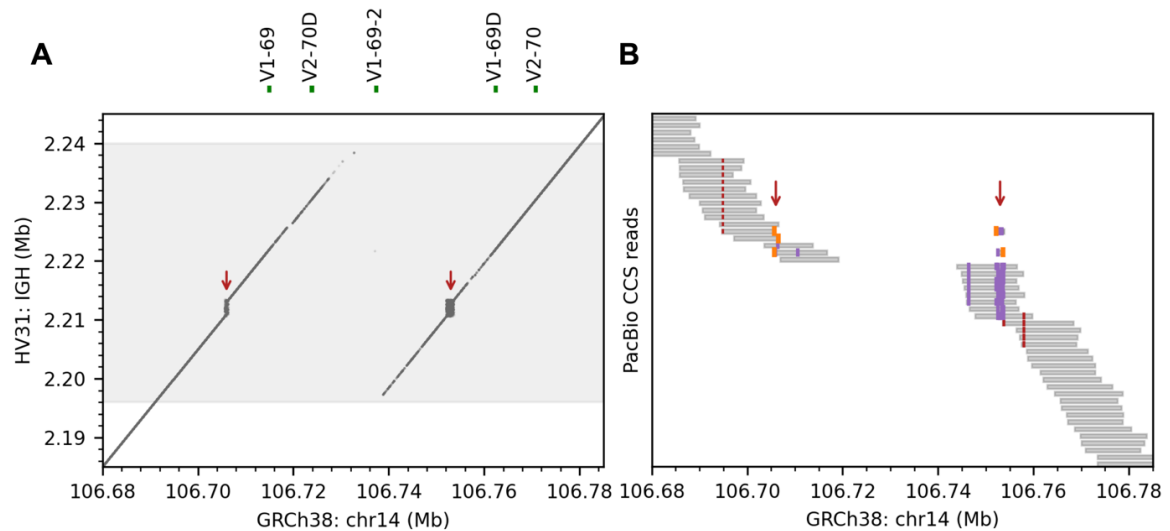 A
B
V1-69
V2-70D
V1-69-2
V1-69D
V2-70
HV31: IGH (Mb)
2.24
2.23
2.22
2.21
2.20
2.19
106.68 106.70 106.72 106.74 106.76 106.78
GRCh38: chr14 (Mb)
PacBio CCS reads
106.68 106.70 106.72 106.74 106.76 106.78
GRCh38: chr14 (Mb)